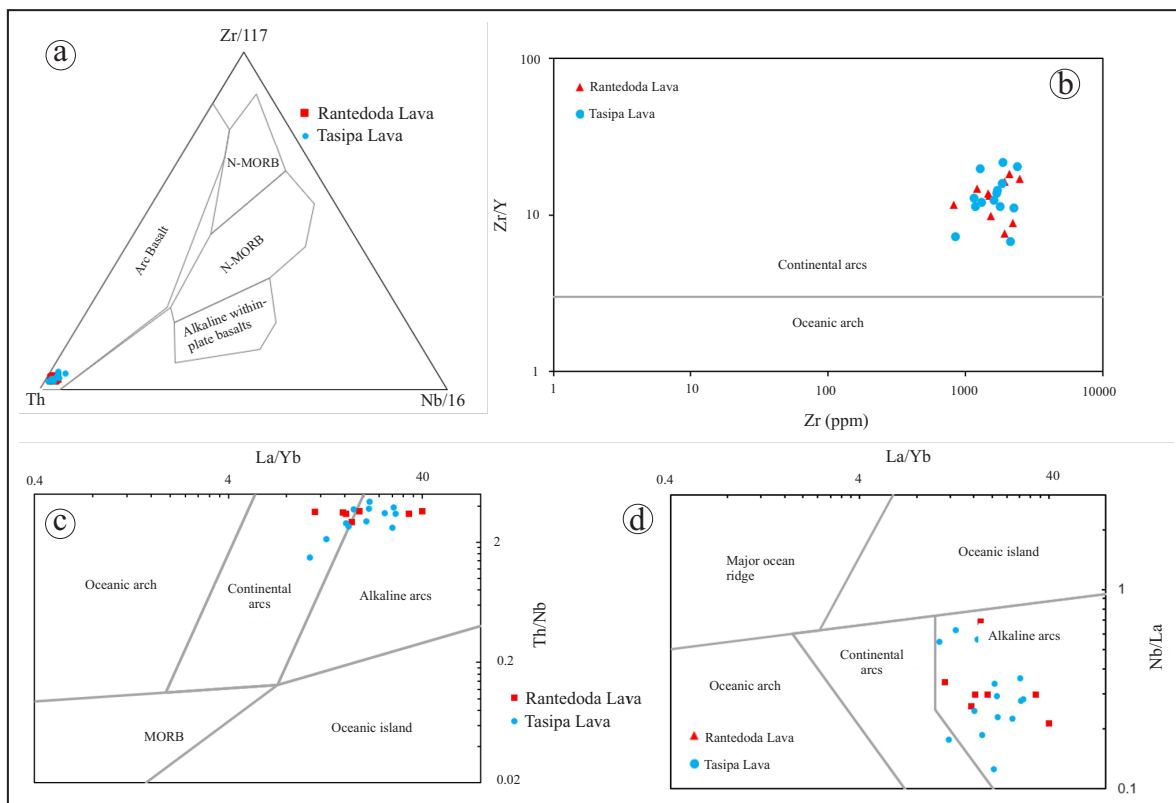 a
Zr/117
Rantedoda Lava
Tasipa Lava
N-MORB
Arc Basalt
N-MORB
Alkaline within-
plate basalts
Th
Nb/16
b
100
10
1
Zr/Y
Rantedoda Lava
Tasipa Lava
Continental arcs
Oceanic arch
1
10
100
1000
10000
Zr (ppm)
c
La/Yb
0.4
4
40
Oceanic arch
Continental
arcs
Alkaline arcs
MORB
Oceanic island
2
0.2
0.02
Th/Nb
Rantedoda Lava
Tasipa Lava
d
La/Yb
0.4
4
40
Major ocean
ridge
Oceanic island
Oceanic arch
Continental
arcs
Alkaline arcs
1
0.1
Nb/La
Rantedoda Lava
Tasipa Lava